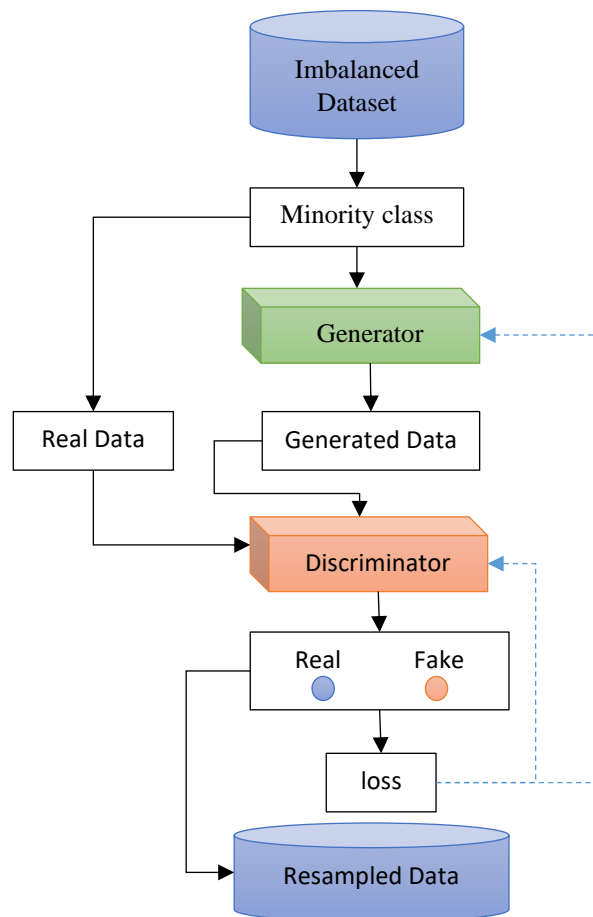 Imbalanced
Dataset
Minority class
Generator
Real Data
Generated Data
Discriminator
Real
Fake
loss
Resampled Data